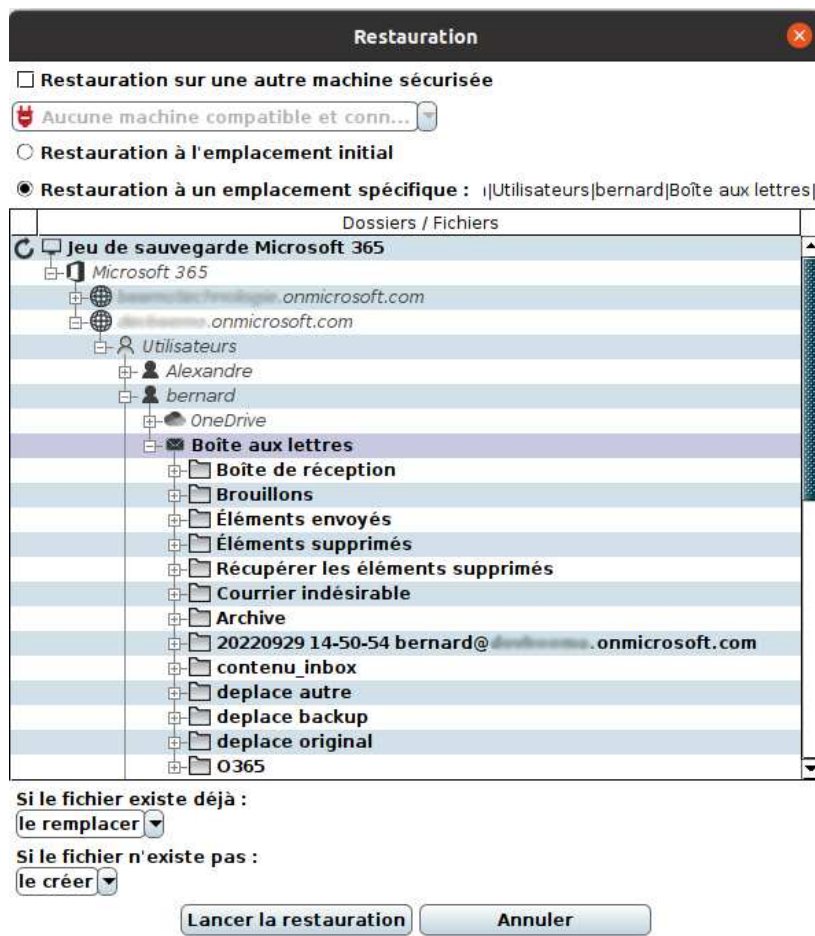 Restauration
Restauration sur une autre machine sécurisée
Aucune machine compatible et conn...
Restauration à l'emplacement initial
Restauration à un emplacement spécifique : |Utilisateurs|bernard|Boîte aux lettres|
Dossiers / Fichiers
Jeu de sauvegarde Microsoft 365
Microsoft 365
.onmicrosoft.com
.onmicrosoft.com
Utilisateurs
Alexandre
bernard
OneDrive
Boîte aux lettres
Boîte de réception
Brouillons
Éléments envoyés
Éléments supprimés
Récupérer les éléments supprimés
Courrier indésirable
Archive
20220929 14-50-54 bernard@ .onmicrosoft.com
contenu_inbox
deplace autre
deplace backup
deplace original
O365
Si le fichier existe déjà :
le remplacer
Si le fichier n'existe pas :
le créer
Lancer la restauration Annuler